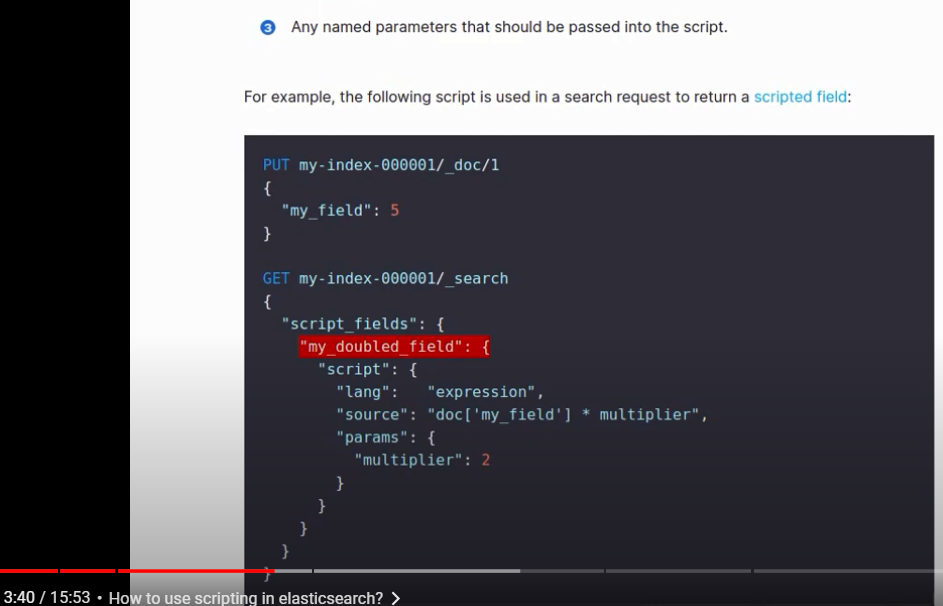 3 Any named parameters that should be passed into the script.
For example, the following script is used in a search request to return a scripted field:
PUT my-index-000001/_doc/1
{
  "my_field": 5
}
GET my-index-000001/_search
{
  "script_fields": {
    "my_doubled_field": {
      "script": {
        "lang":   "expression",
        "source": "doc['my_field'] * multiplier",
        "params": {
          "multiplier": 2
        }
      }
    }
  }
}
3:40 / 15:53 • How to use scripting in elasticsearch? >